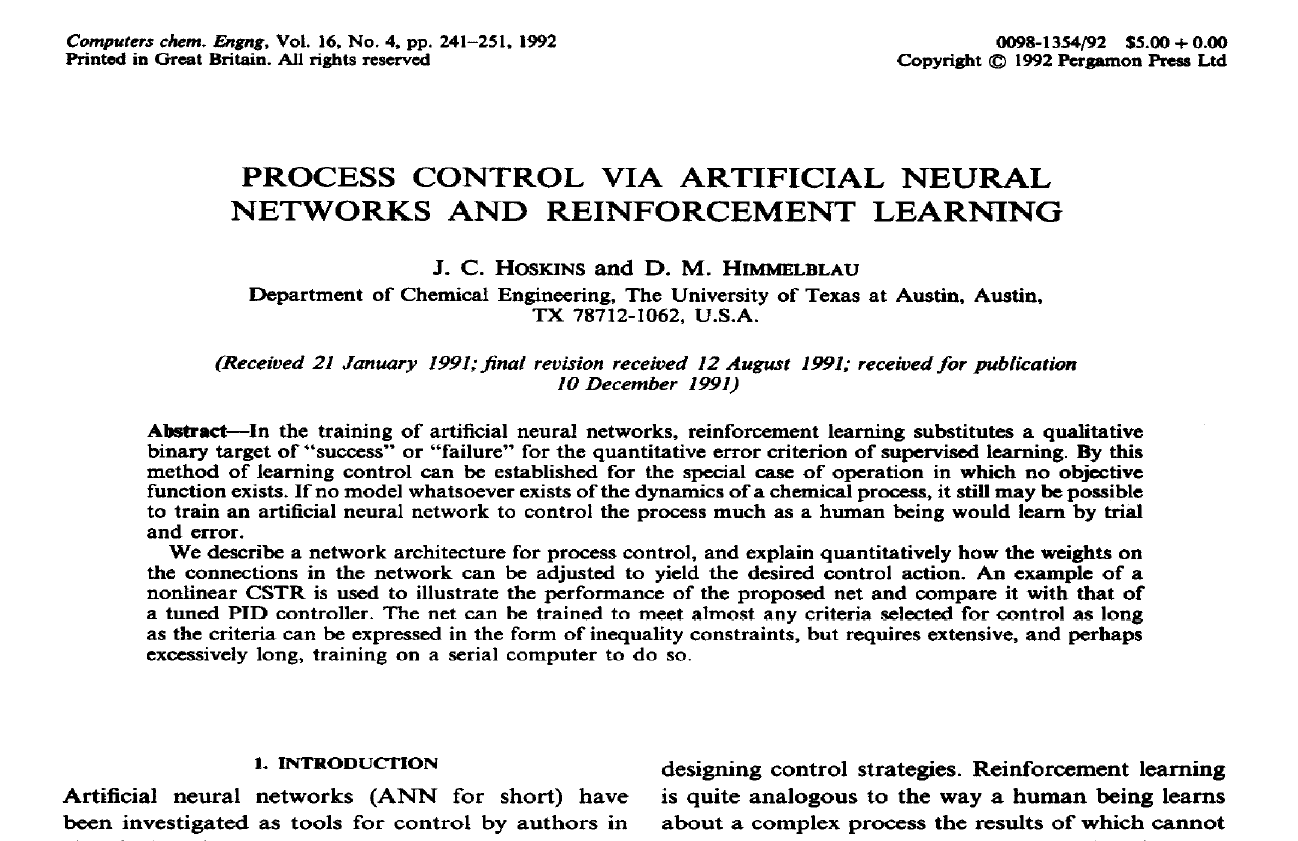 Computers chem. Engng, Vol. 16, No. 4, pp. 241–251, 1992
Printed in Great Britain. All rights reserved
0098-1354/92 $5.00 + 0.00
Copyright © 1992 Pergamon Press Ltd
PROCESS CONTROL VIA ARTIFICIAL NEURAL
NETWORKS AND REINFORCEMENT LEARNING
J. C. HOSKINS and D. M. HIMMELBLAU
Department of Chemical Engineering, The University of Texas at Austin, Austin,
TX 78712-1062, U.S.A.
(Received 21 January 1991; final revision received 12 August 1991; received for publication
10 December 1991)
Abstract—In the training of artificial neural networks, reinforcement learning substitutes a qualitative
binary target of “success” or “failure” for the quantitative error criterion of supervised learning. By this
method of learning control can be established for the special case of operation in which no objective
function exists. If no model whatsoever exists of the dynamics of a chemical process, it still may be possible
to train an artificial neural network to control the process much as a human being would learn by trial
and error.
We describe a network architecture for process control, and explain quantitatively how the weights on
the connections in the network can be adjusted to yield the desired control action. An example of a
nonlinear CSTR is used to illustrate the performance of the proposed net and compare it with that of
a tuned PID controller. The net can be trained to meet almost any criteria selected for control as long
as the criteria can be expressed in the form of inequality constraints, but requires extensive, and perhaps
excessively long, training on a serial computer to do so.
1. INTRODUCTION
Artificial neural networks (ANN for short) have
been investigated as tools for control by authors in
designing control strategies. Reinforcement learning
is quite analogous to the way a human being learns
about a complex process the results of which cannot